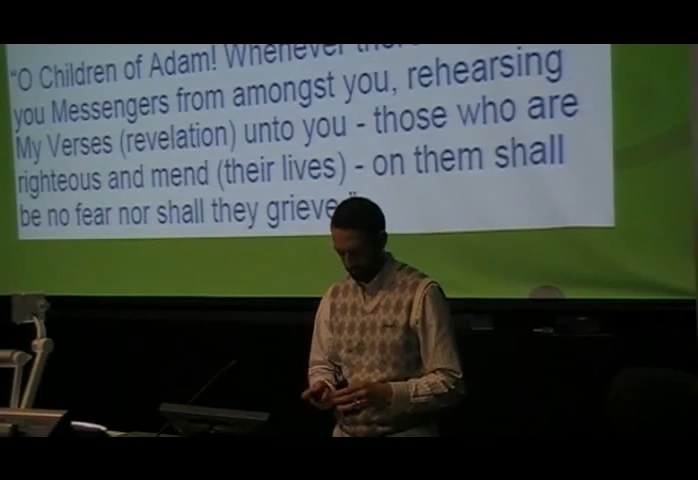 “O Children of Adam! Whenever there
you Messengers from amongst you, rehearsing
My Verses (revelation) unto you - those who are
righteous and mend (their lives) - on them shall
be no fear nor shall they grieve.”